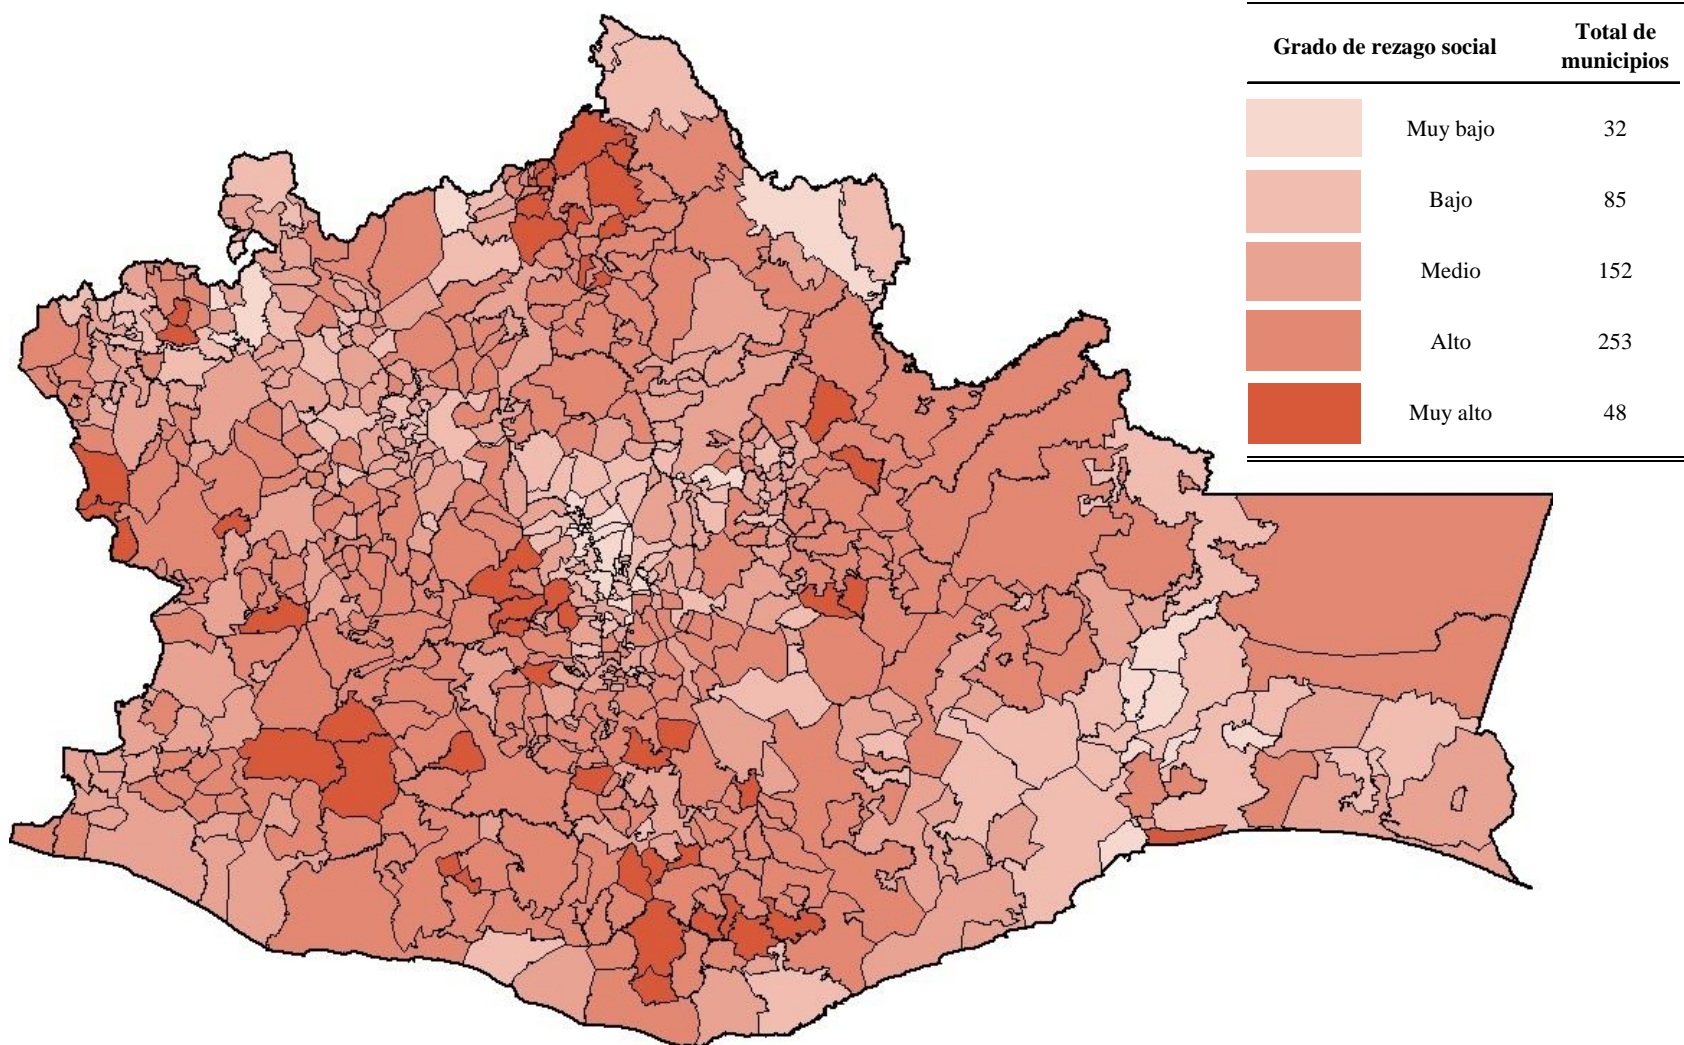 Grado de rezago social
Total de
municipios
Muy bajo 32
Bajo 85
Medio 152
Alto 253
Muy alto 48